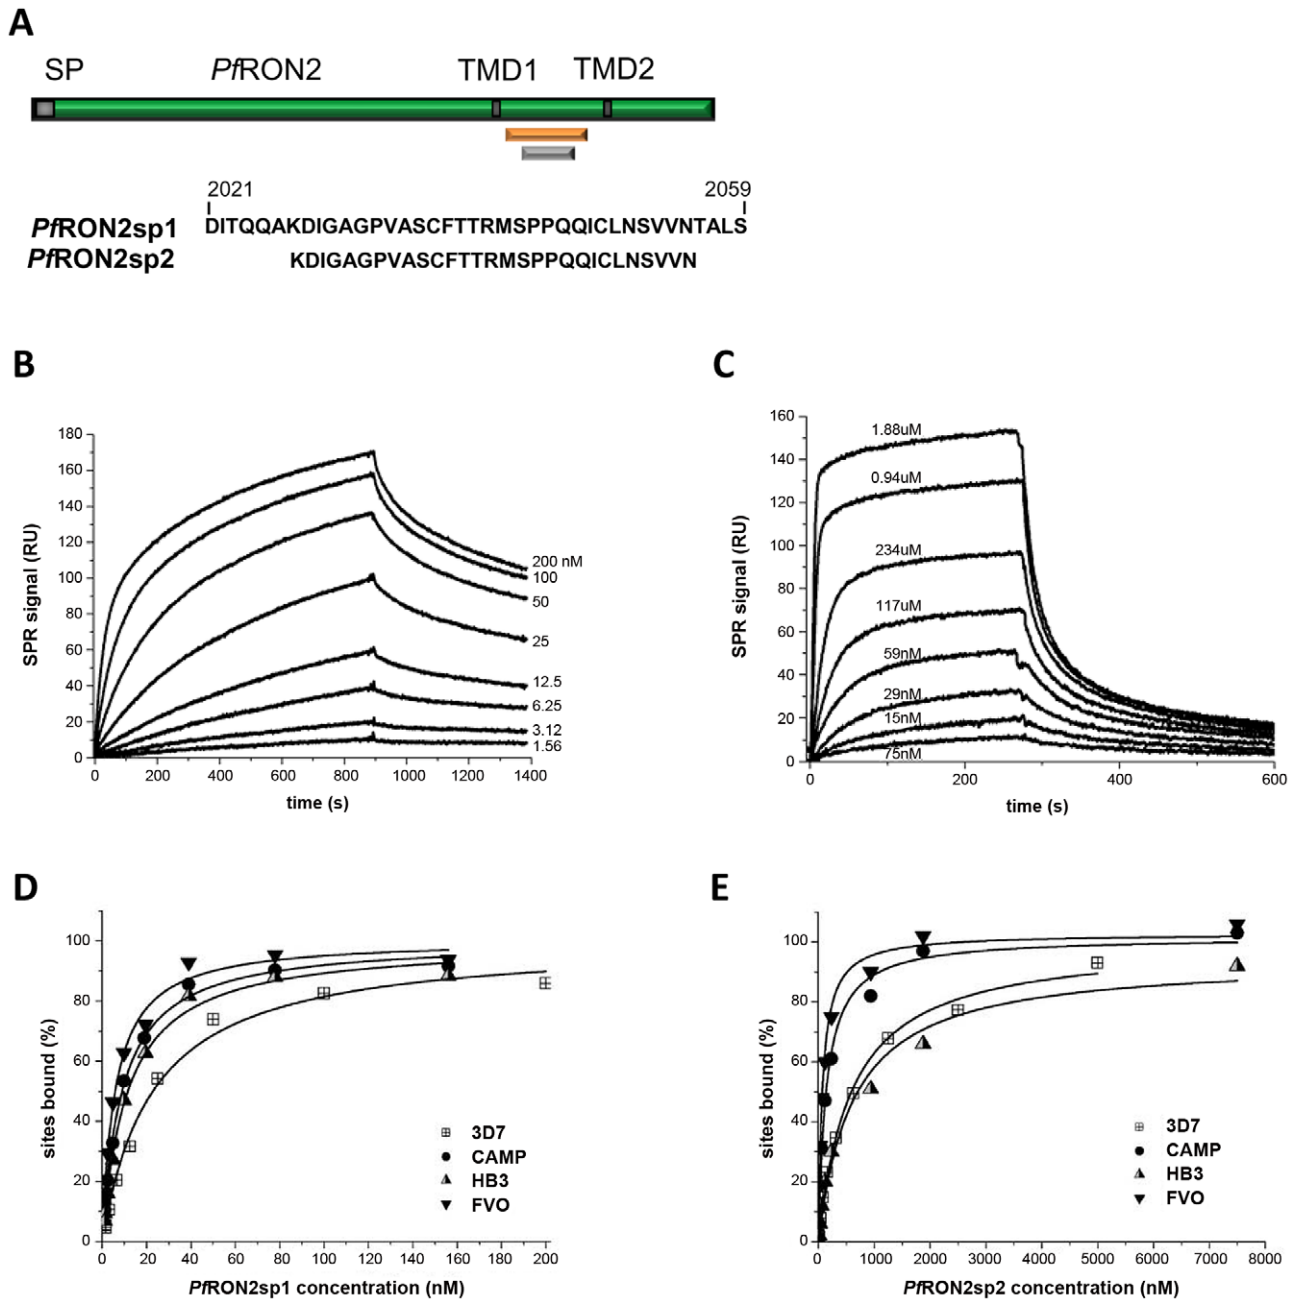 A
SP PfRON2 TMD1 TMD2
2021 2059
PfRON2sp1 DITQQAKDIGAGPVASCFTTRMSPPQQICLNSVVNTALS
PfRON2sp2 KDIGAGPVASCFTTRMSPPQQICLNSVVN
B
180
160
140
120
100
80
60
40
20
0
SPR signal (RU)
200 nM
100
50
25
12.5
6.25
3.12
1.56
0 200 400 600 800 1000 1200 1400
time (s)
C
160
140
120
100
80
60
40
20
0
SPR signal (RU)
1.88uM
0.94uM
234uM
117uM
59nM
29nM
15nM
75nM
0 200 400 600
time (s)
D
100
80
60
40
20
0
sites bound (%)
3D7
CAMP
HB3
FVO
0 20 40 60 80 100 120 140 160 180 200
PfRON2sp1 concentration (nM)
E
100
80
60
40
20
0
sites bound (%)
3D7
CAMP
HB3
FVO
0 1000 2000 3000 4000 5000 6000 7000 8000
PfRON2sp2 concentration (nM)